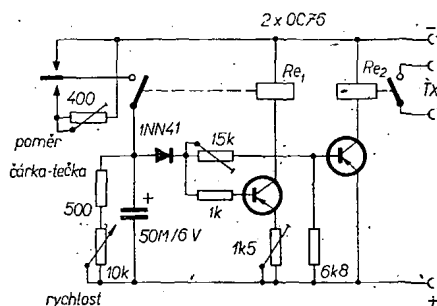 2 x OC76
−
Re₁
Re₂
Tx
400
1NN41
15k
poměr
čárka-tečka
1k
500
+
50M/6 V
1k5
6k8
10k
rychlost
+